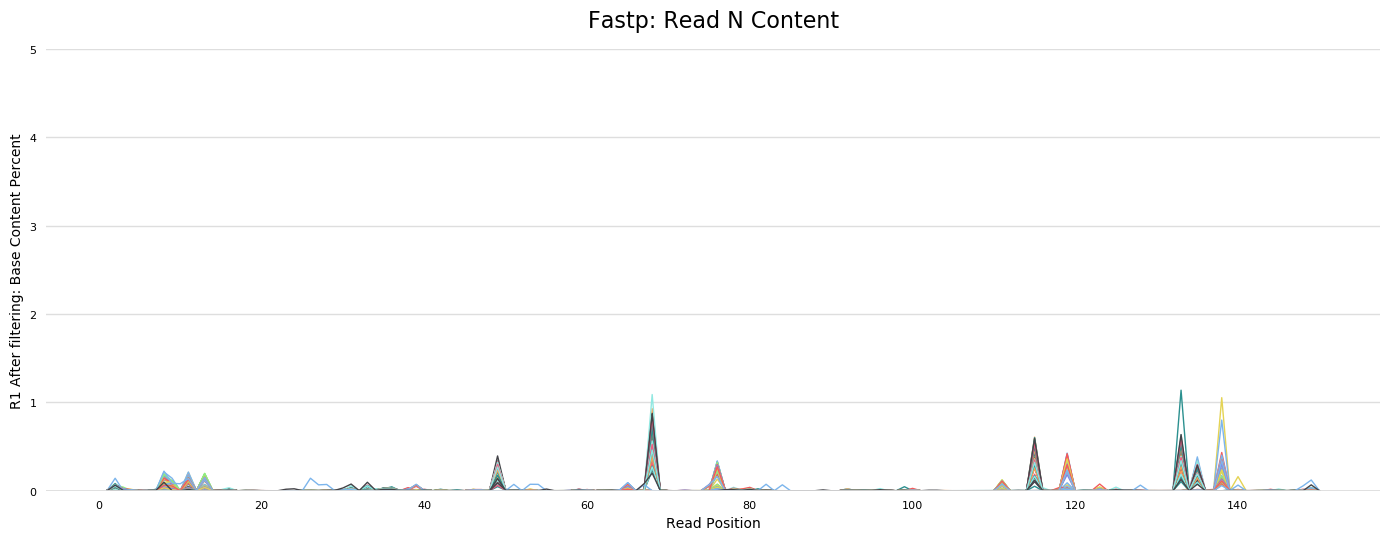 Fastp: Read N Content
R1 After filtering: Base Content Percent
5
4
3
2
1
0
0 20 40 60 80 100 120 140
Read Position